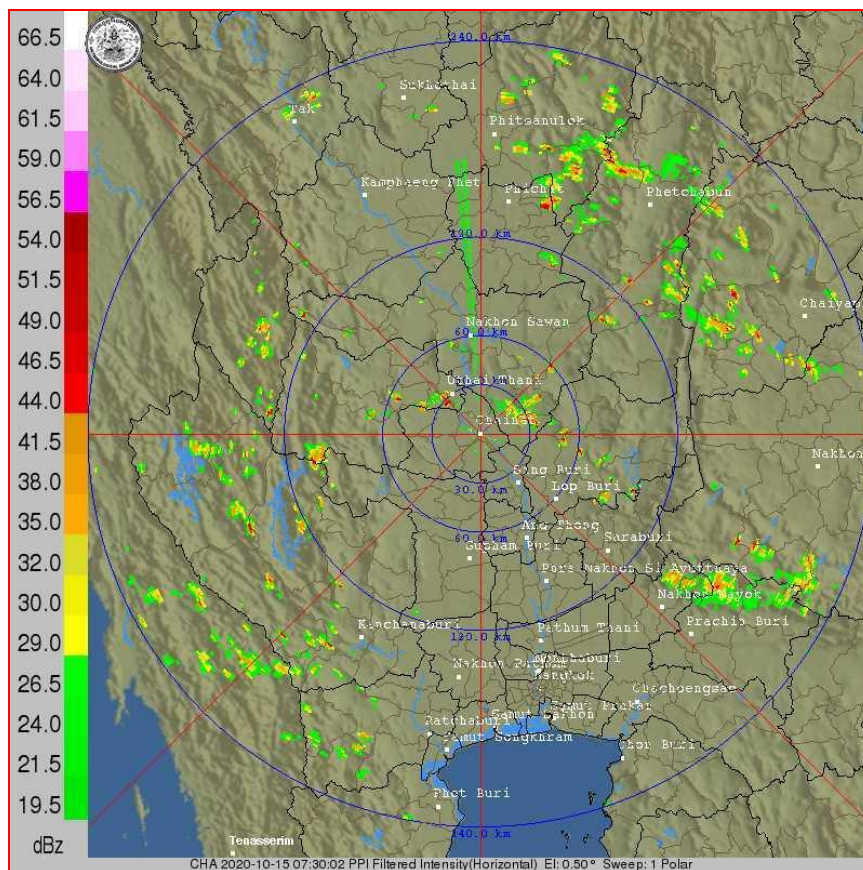 66.5
64.0
61.5
59.0
56.5
54.0
51.5
49.0
46.5
44.0
41.5
40.0
38.0
35.0
32.0
30.0
29.0
26.5
24.0
21.5
19.5
dBz
240.0 km
Sukhothai
Tak
Phitsanulok
Kamphaeng Phet
Phichit
Phetchabun
120.0 km
Chaiyap
60.0 km
Nakhon Sawan
Uthai Thani
Chainat
Nakhon
Sing Buri
30.0 km
Lop Buri
Ang Thong
60.0 km
Suphan Buri
Saraburi
Pora Nakhon Si Ayutthaya
Nakhon Nayok
Prachin Buri
120.0 km
Kanchanaburi
Pathum Thani
Nakhon Pathom
Nonthaburi
Bangkok
Chachoengsao
Samut Prakan
Samut Sakhon
Ratchaburi
Samut Songkhram
Chon Buri
Phet Buri
240.0 km
Tenasserim
CHA 2020-10-15 07:30:02 PPI Filtered Intensity(Horizontal) El: 0.50° Sweep: 1 Polar